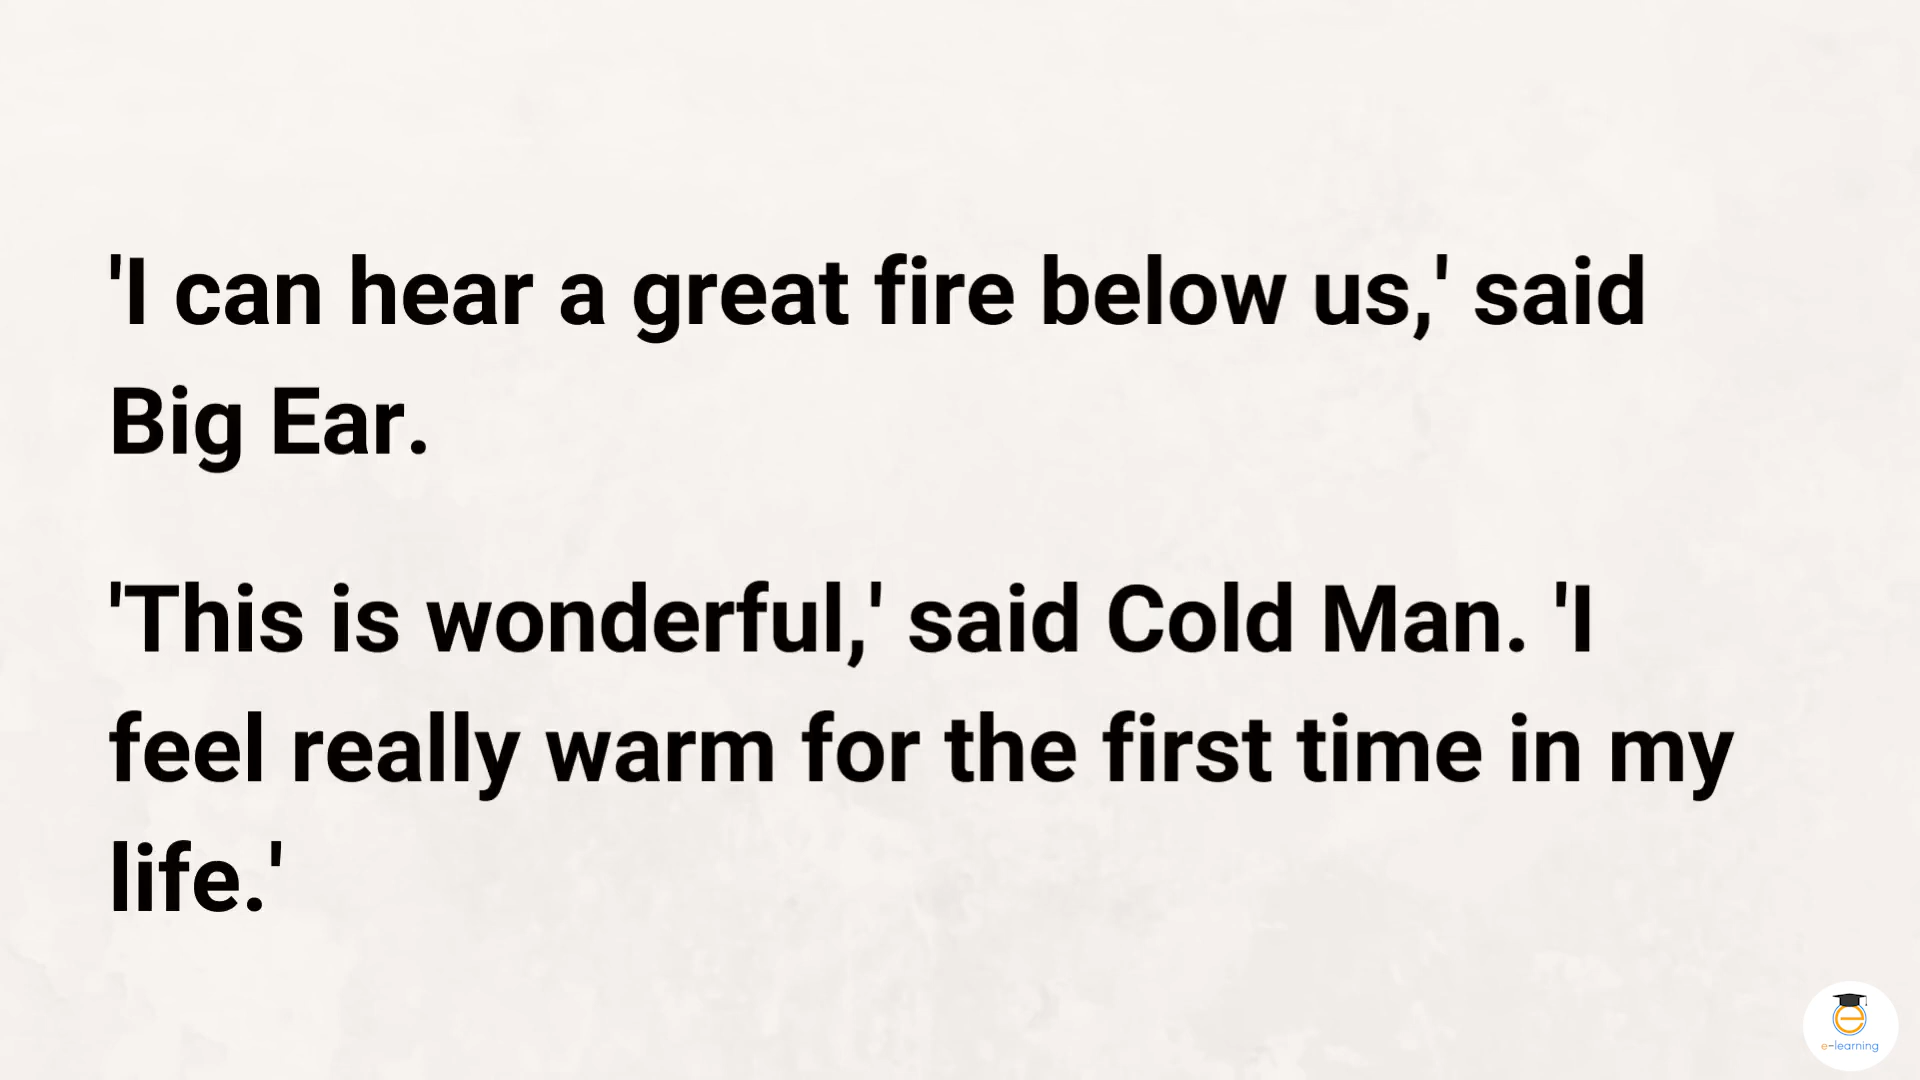 'I can hear a great fire below us,' said
Big Ear.
'This is wonderful,' said Cold Man. 'I
feel really warm for the first time in my
life.'
e-learning